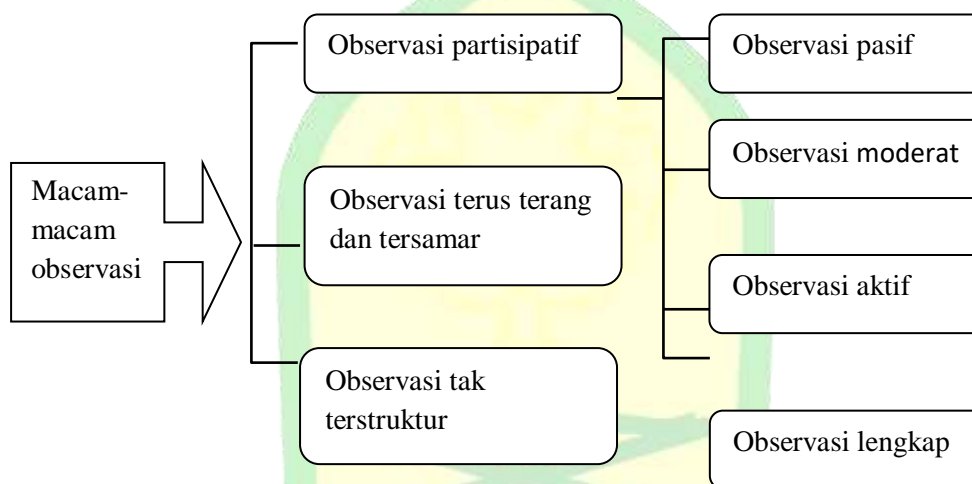 Macam-
macam
observasi
Observasi partisipatif
Observasi terus terang
dan tersamar
Observasi tak
terstruktur
Observasi pasif
Observasi moderat
Observasi aktif
Observasi lengkap